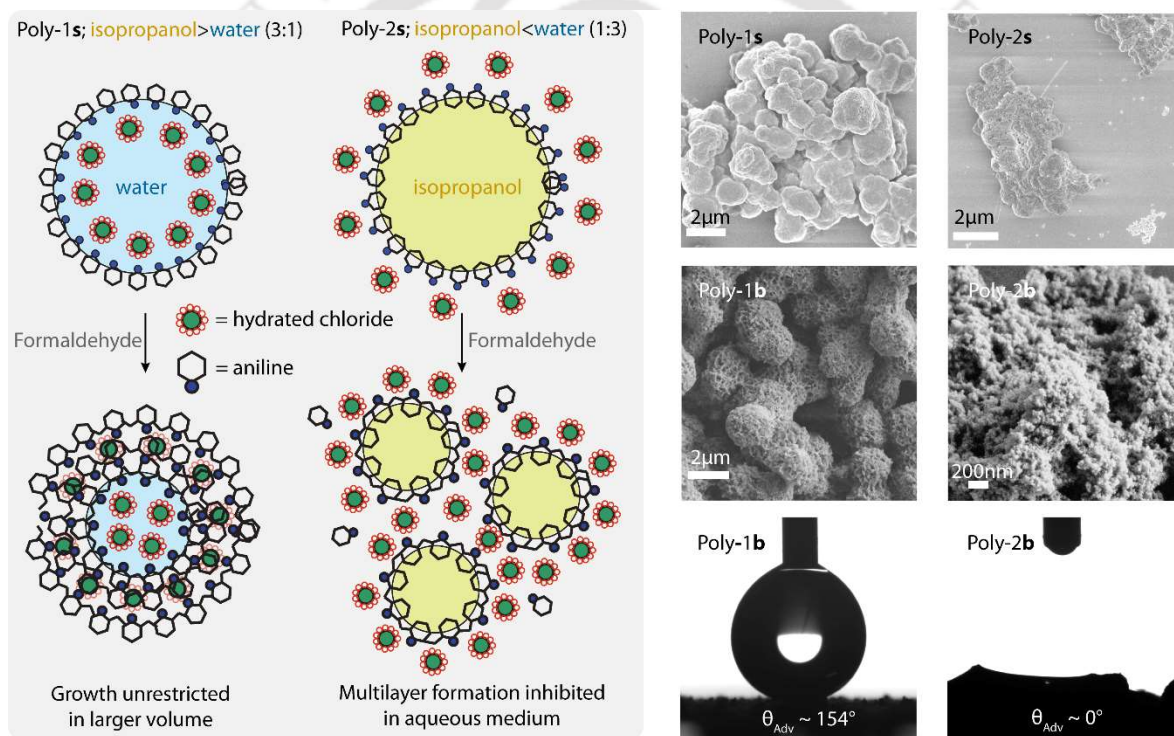 Poly-1s; isopropanol>water (3:1)
Poly-2s; isopropanol<water (1:3)
water
isopropanol
= hydrated chloride
Formaldehyde
Formaldehyde
= aniline
Growth unrestricted
in larger volume
Multilayer formation inhibited
in aqueous medium
Poly-1s
2µm
Poly-2s
2µm
Poly-1b
2µm
Poly-2b
200nm
Poly-1b
θAdv ~ 154°
Poly-2b
θAdv ~ 0°